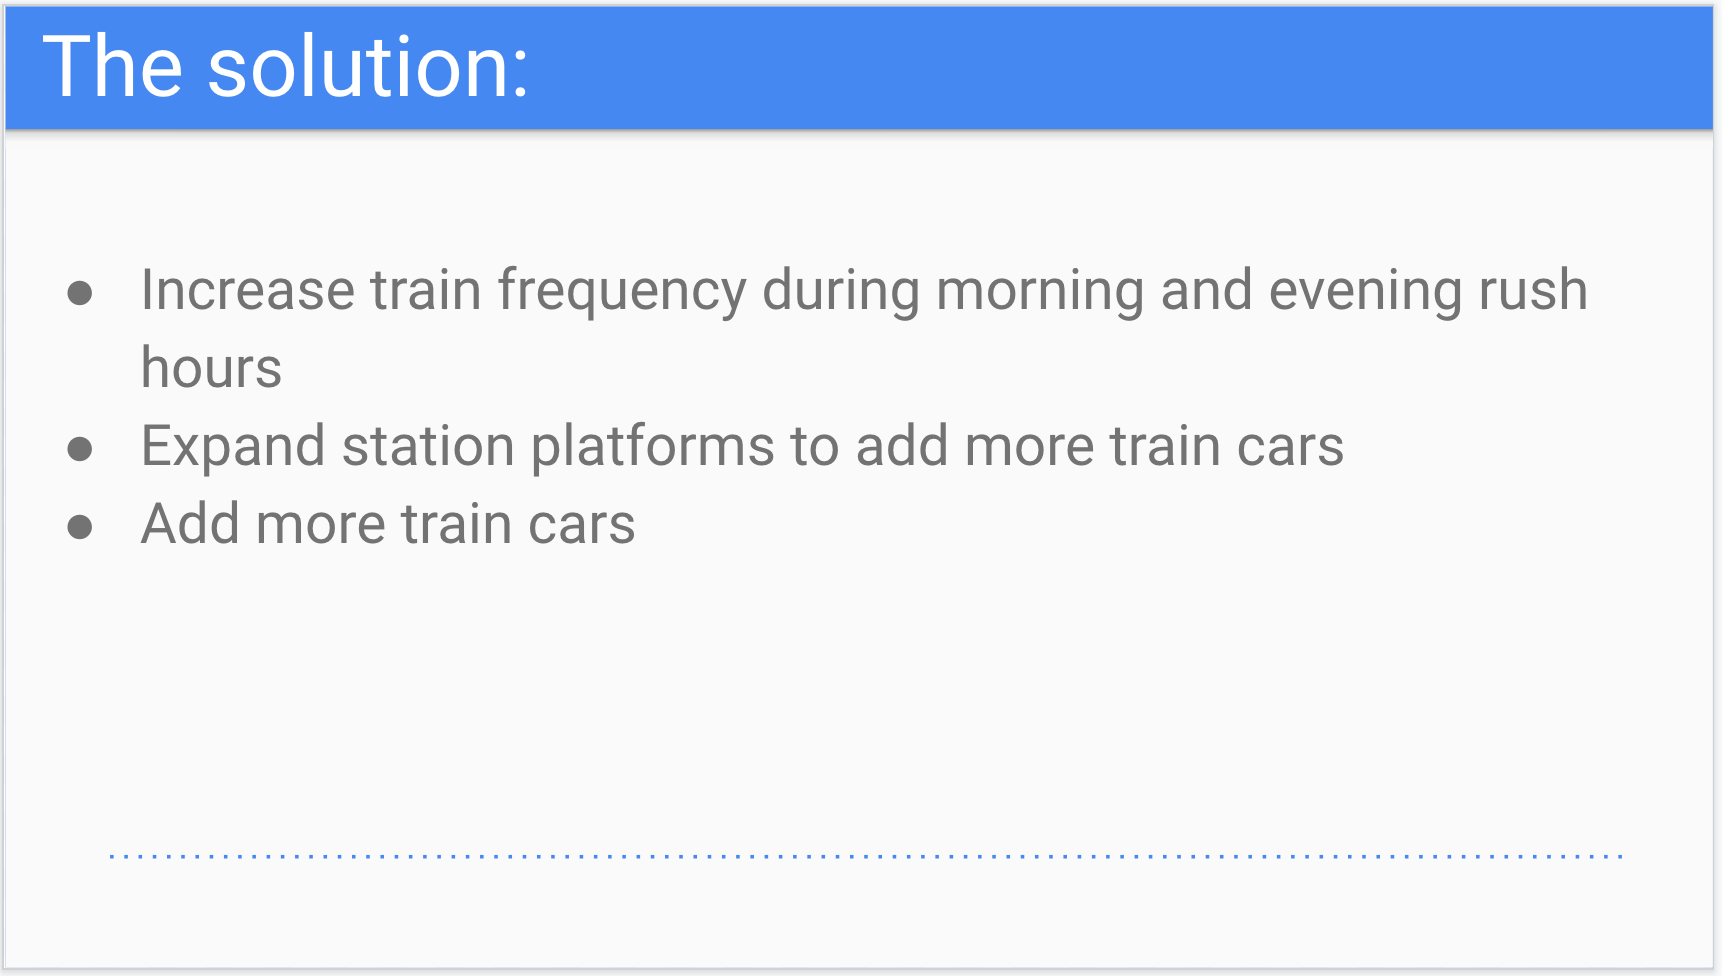 The solution:
● Increase train frequency during morning and evening rush
hours
● Expand station platforms to add more train cars
● Add more train cars